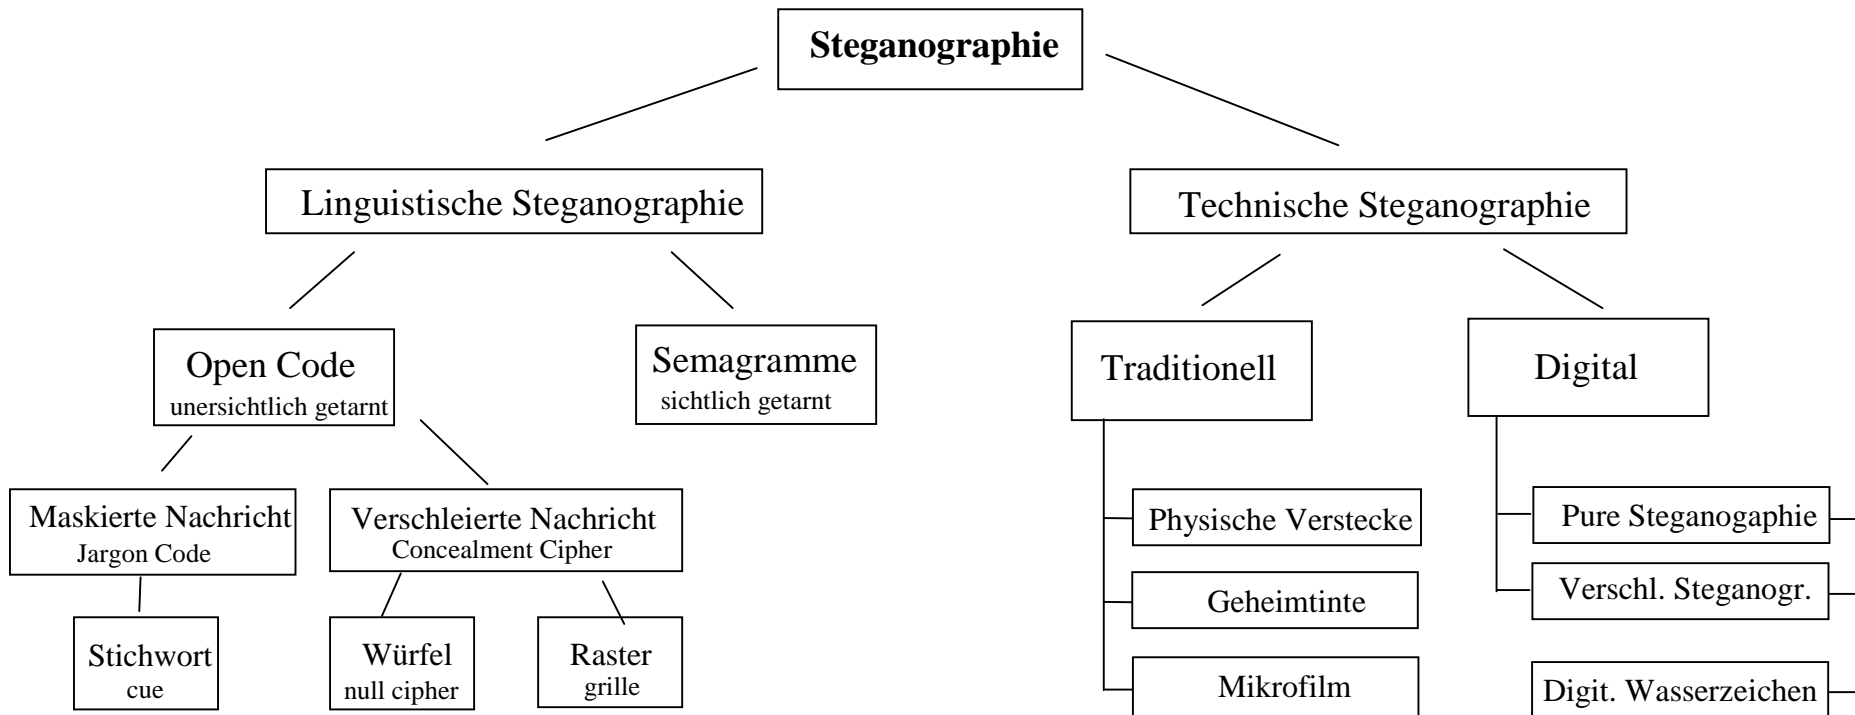 Steganographie
Linguistische Steganographie
Technische Steganographie
Open Code
unersichtlich getarnt
Semagramme
sichtlich getarnt
Traditionell
Digital
Maskierte Nachricht
Jargon Code
Verschleierte Nachricht
Concealment Cipher
Physische Verstecke
Pure Steganogaphie
Geheimtinte
Verschl. Steganogr.
Stichwort
cue
Würfel
null cipher
Raster
grille
Mikrofilm
Digit. Wasserzeichen